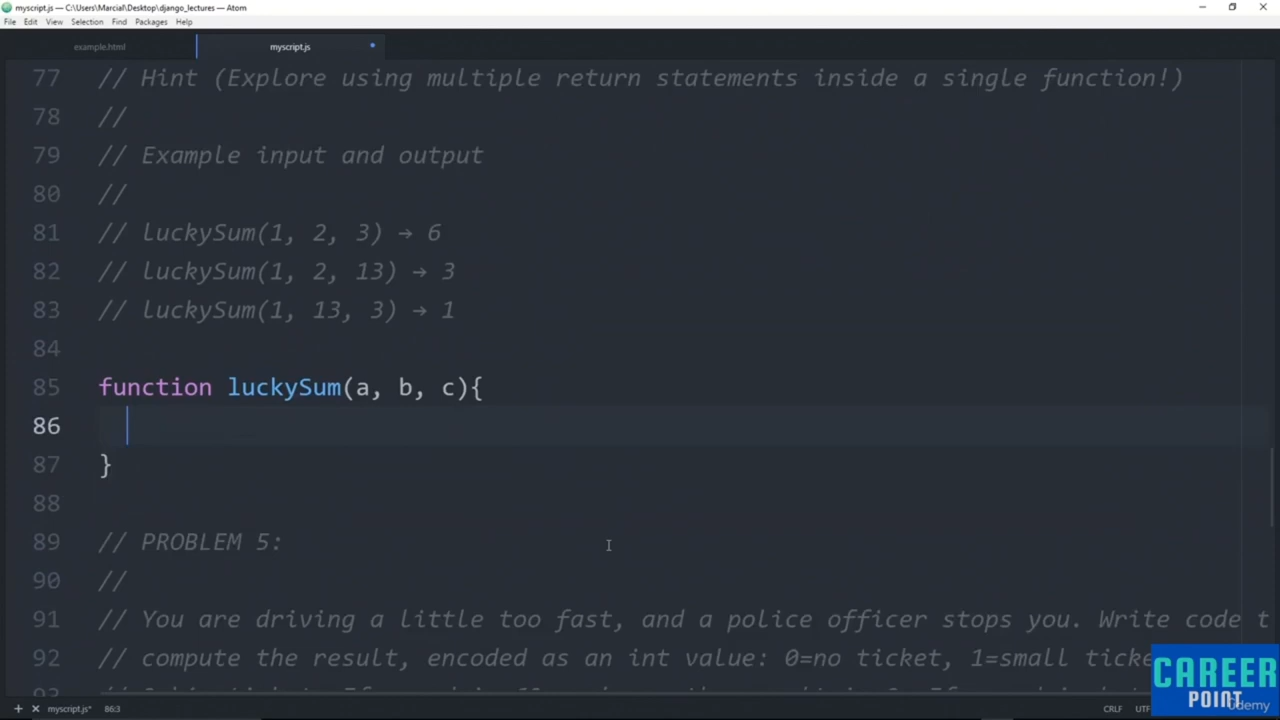 myscript.js — C:\Users\Marcial\Desktop\django_lectures — Atom
File Edit View Selection Find Packages Help
example.html myscript.js
77 // Hint (Explore using multiple return statements inside a single function!)
78 //
79 // Example input and output
80 //
81 // luckySum(1, 2, 3) → 6
82 // luckySum(1, 2, 13) → 3
83 // luckySum(1, 13, 3) → 1
84
85 function luckySum(a, b, c){
86
87 }
88
89 // PROBLEM 5:
90 //
91 // You are driving a little too fast, and a police officer stops you. Write code t
92 // compute the result, encoded as an int value: 0=no ticket, 1=small ticke
CAREER
POINT
Udemy
+ × myscript.js* 86:3 CRLF UT